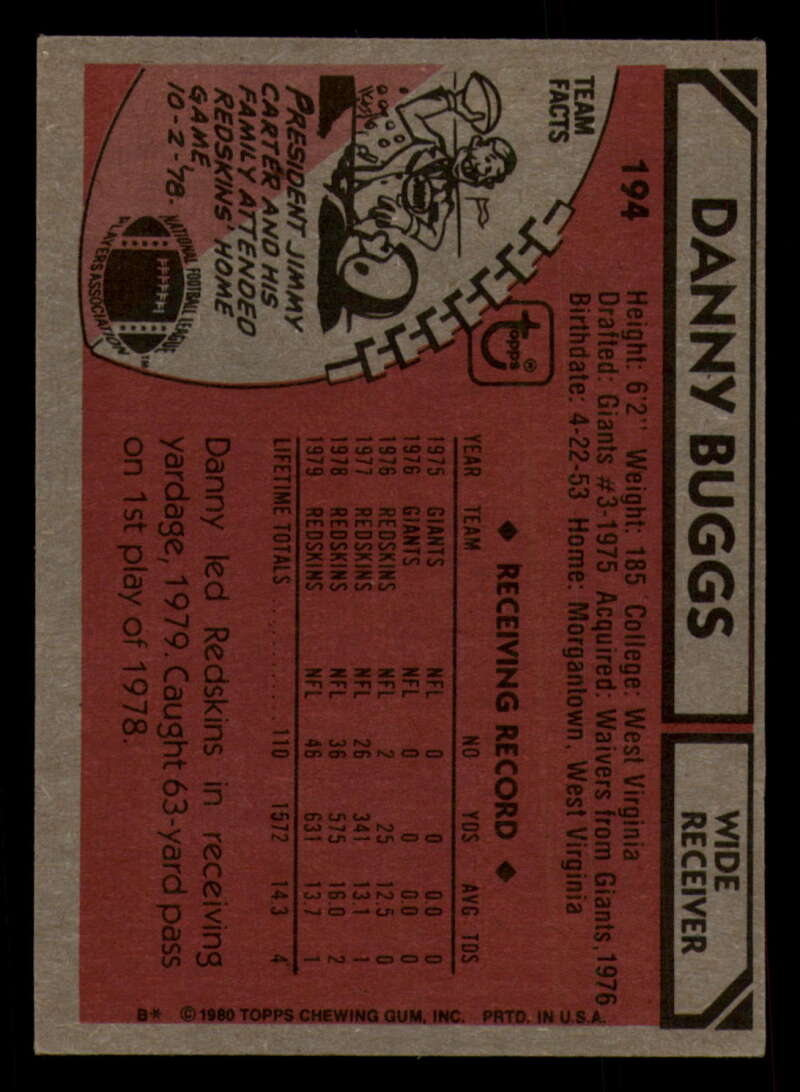 DANNY BUGGS
WIDE
RECEIVER
194
Height: 6'2" Weight: 185 College: West Virginia
Drafted: Giants #3-1975 Acquired: Waivers from Giants, 1976
Birthdate: 4-22-53 Home: Morgantown, West Virginia
TEAM
FACTS
PRESIDENT JIMMY
CARTER AND HIS
FAMILY ATTENDED
REDSKINS' HOME
GAME,
10-2-78.
NATIONAL FOOTBALL LEAGUE
PLAYERS ASSOCIATION
TM
topps®
◆ RECEIVING RECORD ◆
YEAR TEAM NO YDS AVG TDS
1975 GIANTS NFL 0 0 0.0 0
1976 GIANTS NFL 0 0 0.0 0
1976 REDSKINS NFL 2 25 12.5 0
1977 REDSKINS NFL 26 341 13.1 1
1978 REDSKINS NFL 36 575 16.0 2
1979 REDSKINS NFL 46 631 13.7 1
LIFETIME TOTALS .......... 110 1572 14.3 4
Danny led Redskins in receiving
yardage, 1979. Caught 63-yard pass
on 1st play of 1978.
B* © 1980 TOPPS CHEWING GUM, INC. PRTD. IN U.S.A.